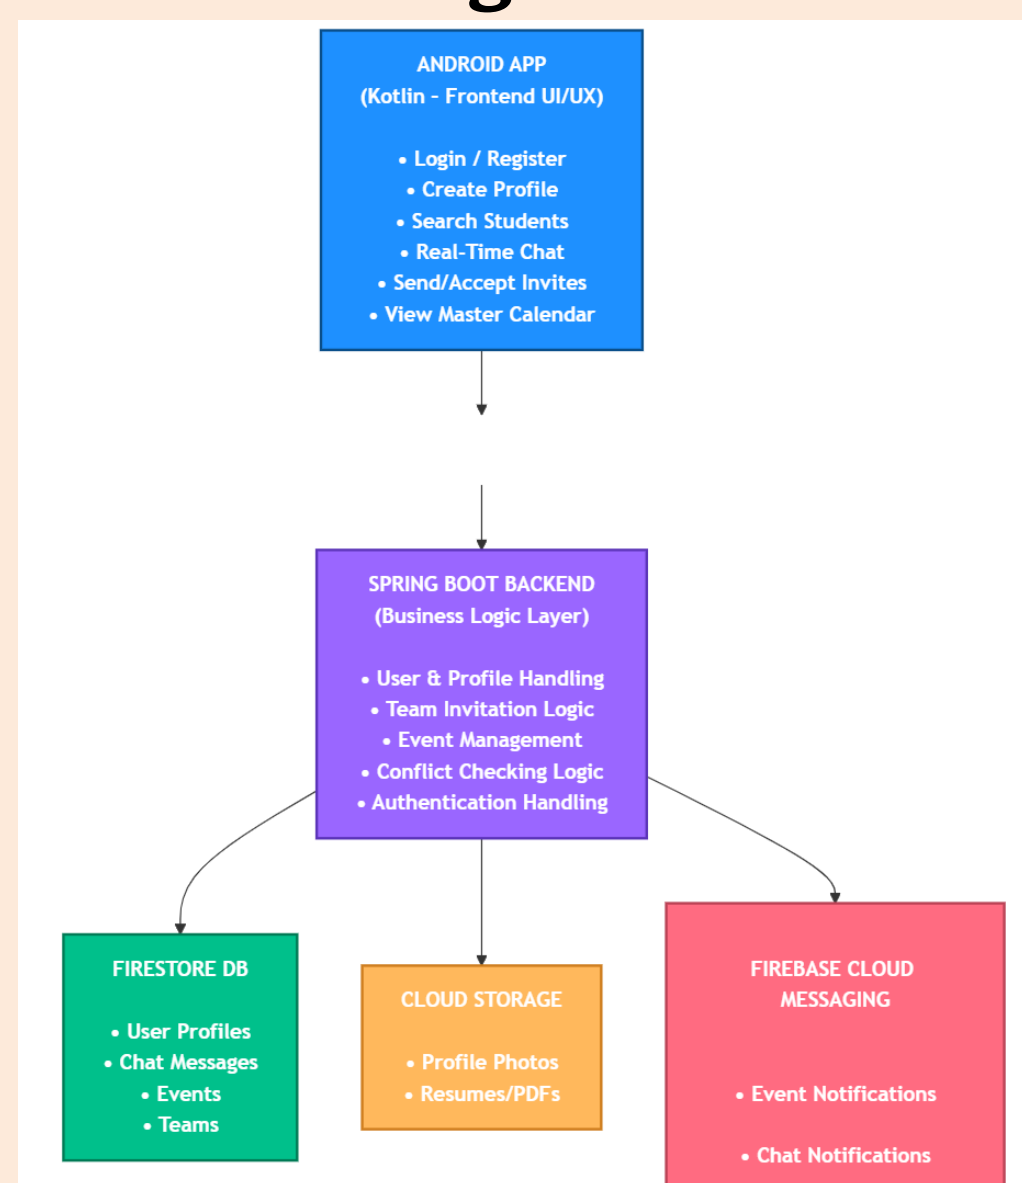 ANDROID APP
(Kotlin – Frontend UI/UX)
• Login / Register
• Create Profile
• Search Students
• Real-Time Chat
• Send/Accept Invites
• View Master Calendar
SPRING BOOT BACKEND
(Business Logic Layer)
• User & Profile Handling
• Team Invitation Logic
• Event Management
• Conflict Checking Logic
• Authentication Handling
FIRESTORE DB
• User Profiles
• Chat Messages
• Events
• Teams
CLOUD STORAGE
• Profile Photos
• Resumes/PDFs
FIREBASE CLOUD
MESSAGING
• Event Notifications
• Chat Notifications